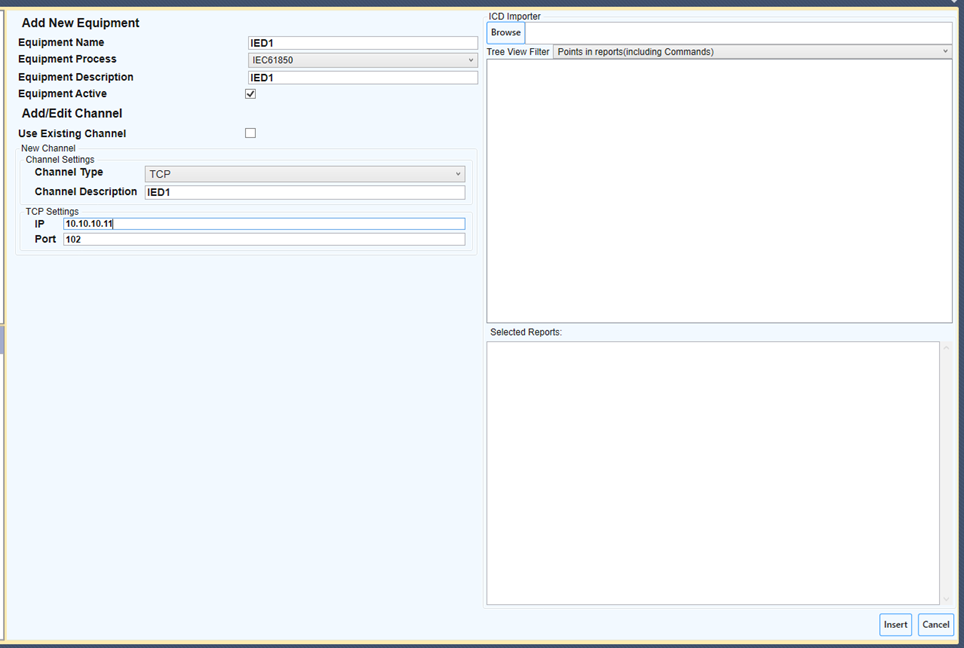 Add New Equipment
Equipment Name IED1
Equipment Process IEC61850
Equipment Description IED1
Equipment Active
Add/Edit Channel
Use Existing Channel
New Channel
Channel Settings
Channel Type TCP
Channel Description IED1
TCP Settings
IP 10.10.10.11
Port 102
ICD Importer
Browse
Tree View Filter Points in reports(including Commands)
Selected Reports:
Insert Cancel